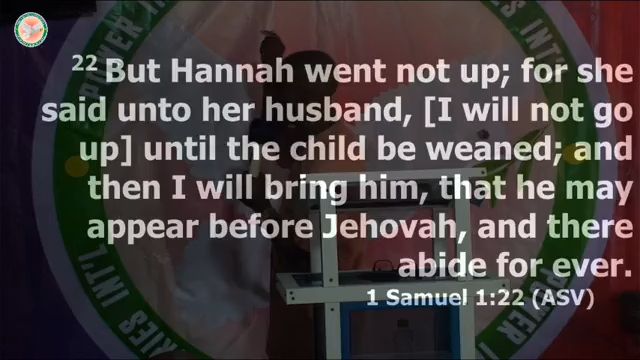 22 But Hannah went not up; for she
said unto her husband, [I will not go
up] until the child be weaned; and
then I will bring him, that he may
appear before Jehovah, and there
abide for ever.
1 Samuel 1:22 (ASV)